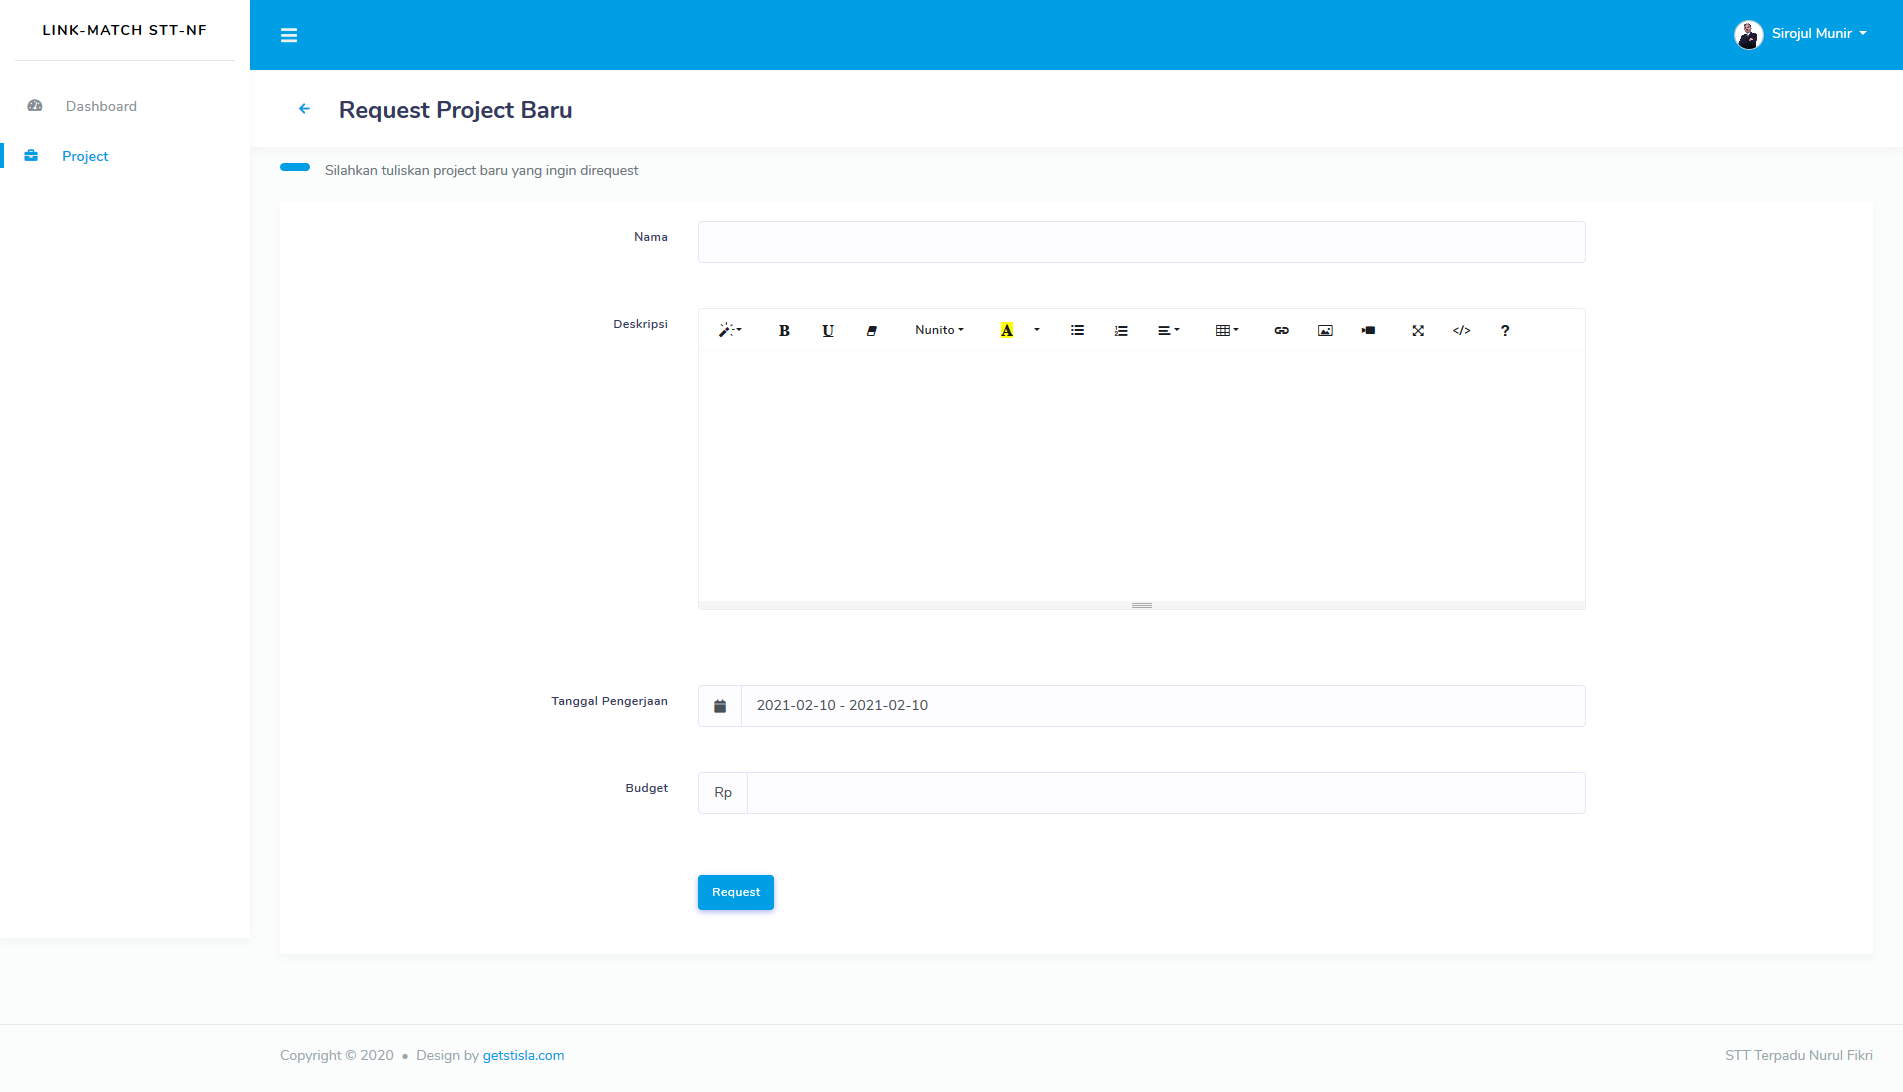 LINK-MATCH STT-NF
Sirojul Munir
Dashboard
Project
Request Project Baru
Silahkan tuliskan project baru yang ingin direquest
Nama
Deskripsi
B U Nunito A </> ?
Tanggal Pengerjaan
2021-02-10 - 2021-02-10
Budget
Rp
Request
Copyright © 2020 • Design by getstisla.com
STT Terpadu Nurul Fikri